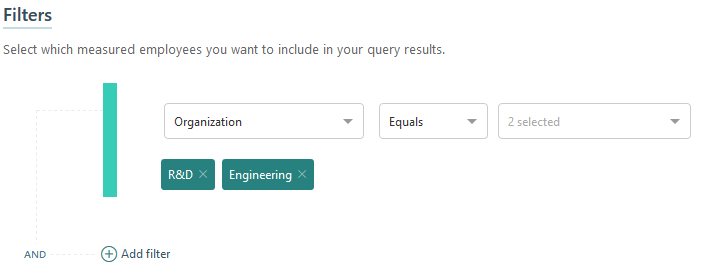 Filters
Select which measured employees you want to include in your query results.
Organization Equals 2 selected
R&D × Engineering ×
AND Add filter